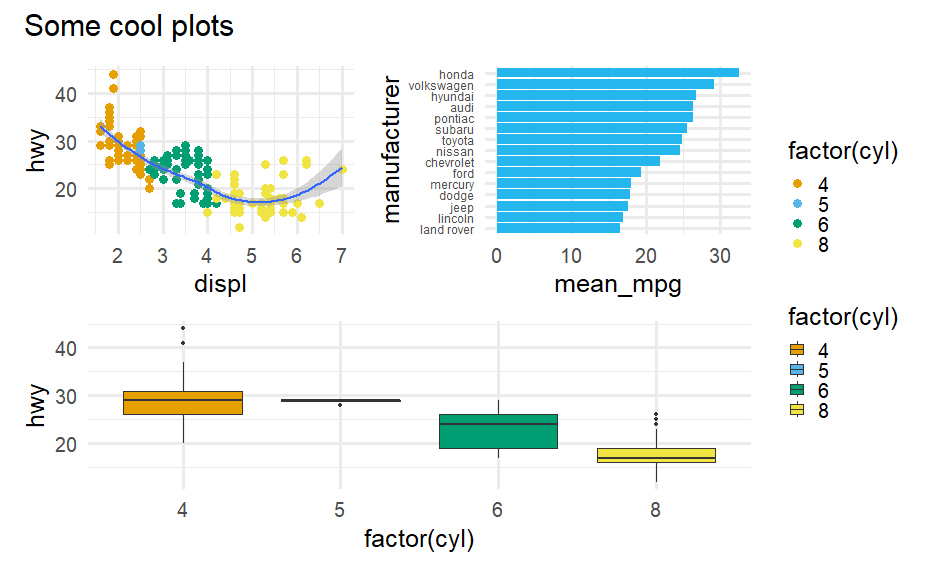 Some cool plots
hwy
40
30
20
2 3 4 5 6 7
displ
manufacturer
honda
volkswagen
hyundai
audi
pontiac
subaru
toyota
nissan
chevrolet
ford
mercury
dodge
jeep
lincoln
land rover
0 10 20 30
mean_mpg
factor(cyl)
4
5
6
8
hwy
40
30
20
4 5 6 8
factor(cyl)
factor(cyl)
4
5
6
8